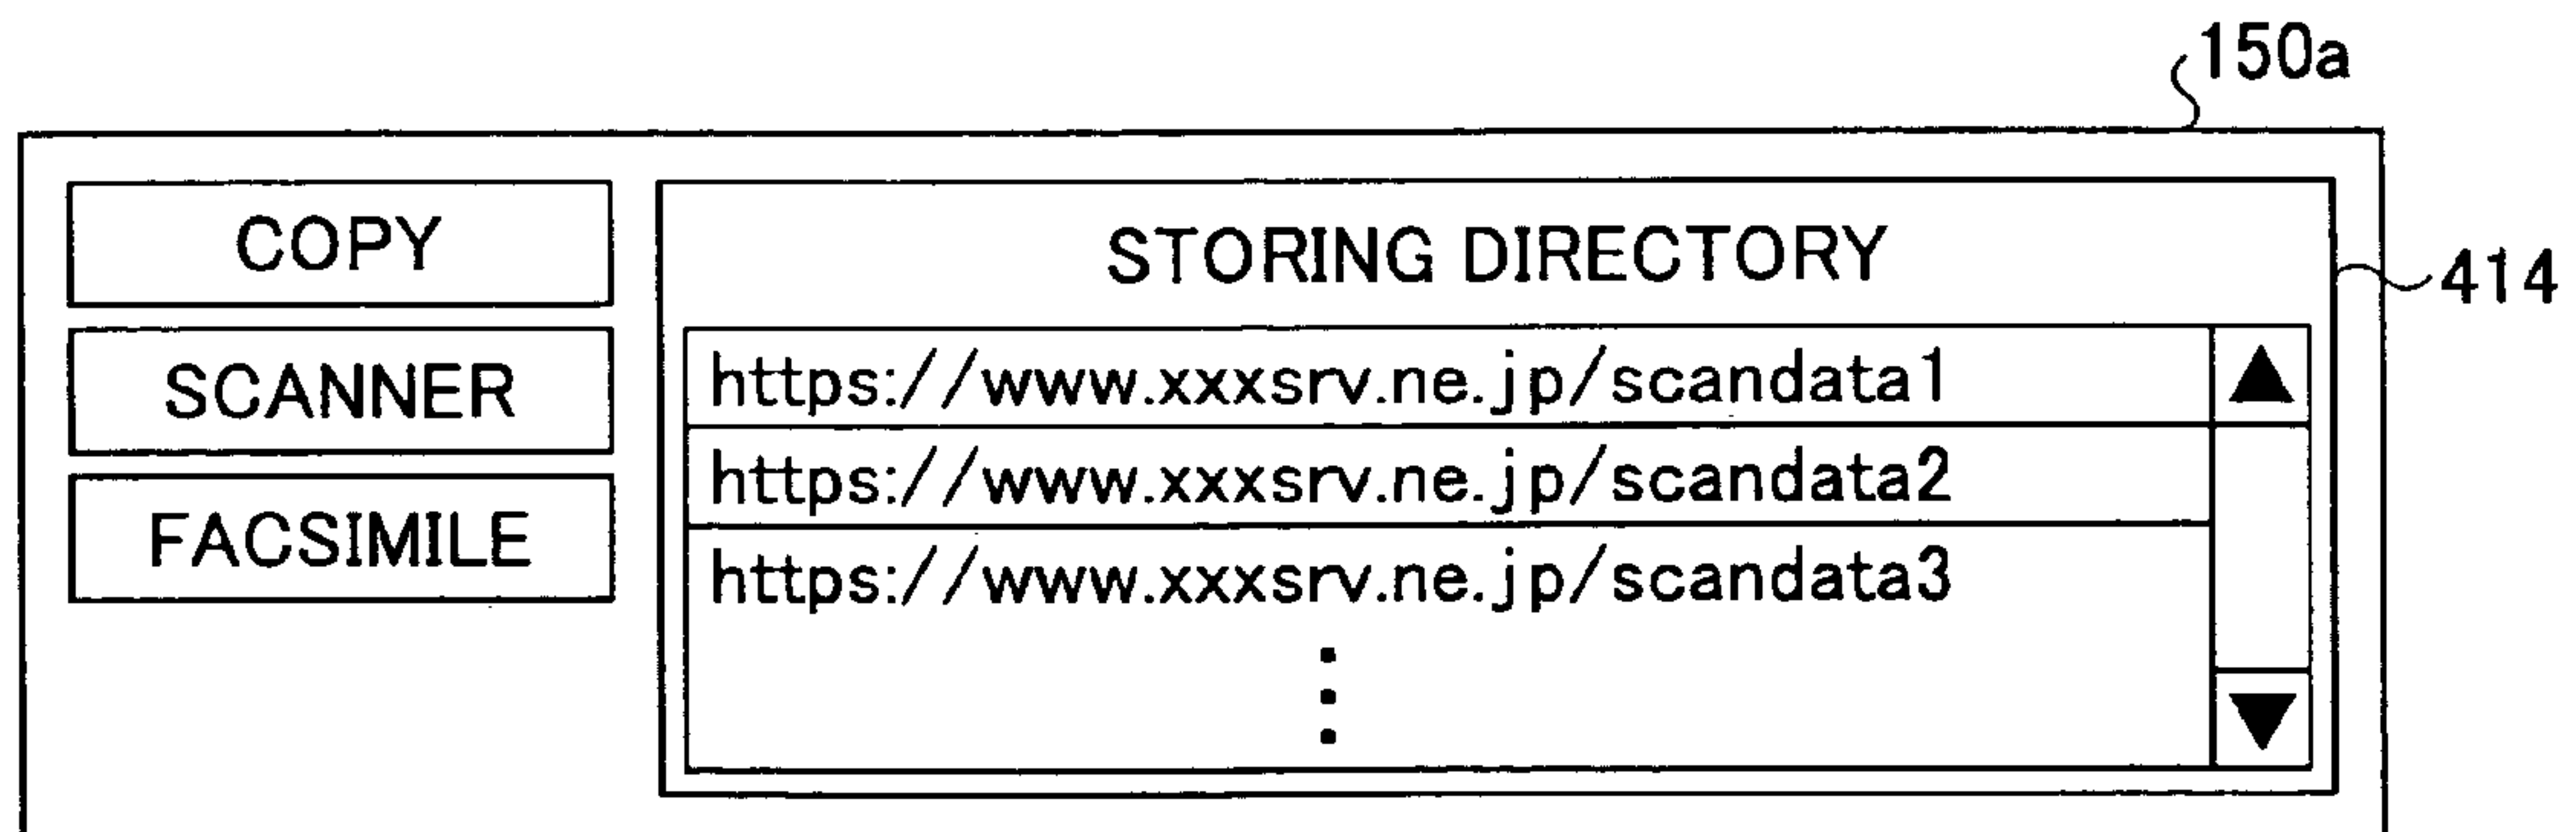 150a
COPY
SCANNER
FACSIMILE
STORING DIRECTORY
414
https://www.xxxsrv.ne.jp/scandata1
https://www.xxxsrv.ne.jp/scandata2
https://www.xxxsrv.ne.jp/scandata3